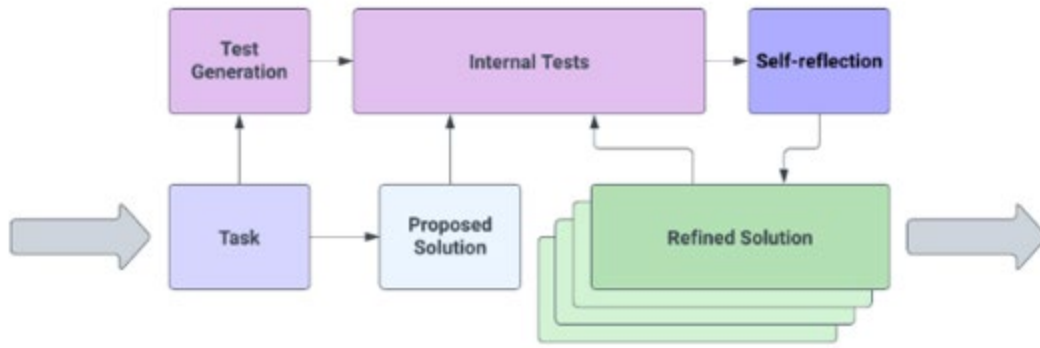 Test
Generation
Internal Tests
Self-reflection
Task
Proposed
Solution
Refined Solution